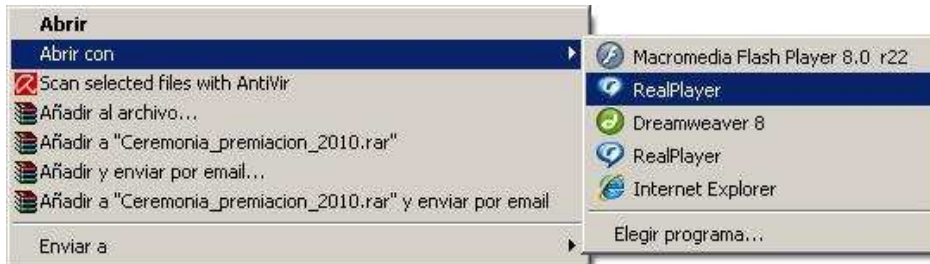 Abrir
Abrir con
Scan selected files with AntiVir
Añadir al archivo...
Añadir a "Ceremonia_premiacion_2010.rar"
Añadir y enviar por email...
Añadir a "Ceremonia_premiacion_2010.rar" y enviar por email
Enviar a
Macromedia Flash Player 8.0 r22
RealPlayer
Dreamweaver 8
RealPlayer
Internet Explorer
Elegir programa...